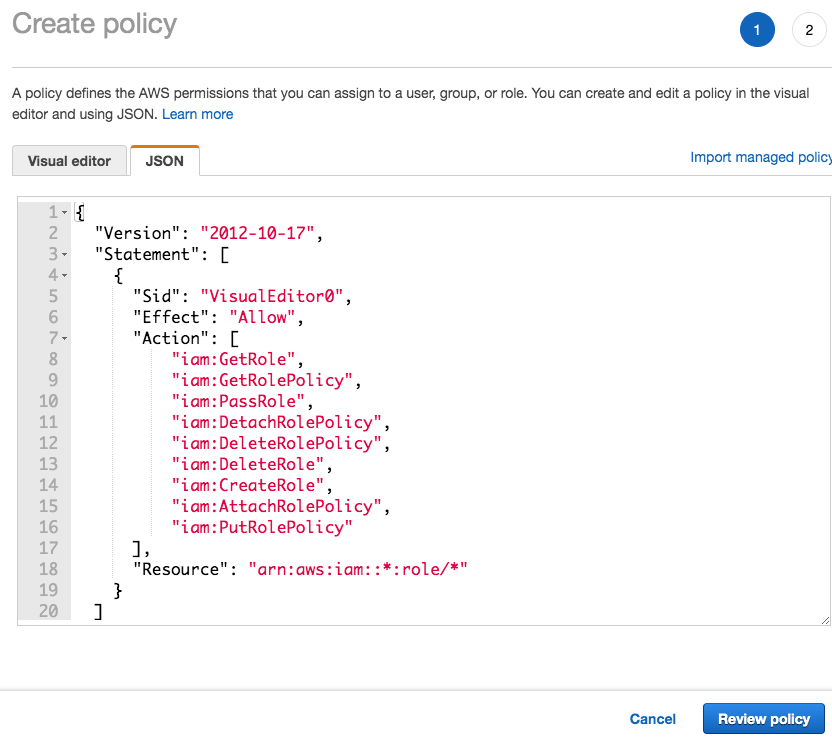 Create policy
1
2
A policy defines the AWS permissions that you can assign to a user, group, or role. You can create and edit a policy in the visual
editor and using JSON. Learn more
Visual editor
JSON
Import managed policy
1 {
2 "Version": "2012-10-17",
3 "Statement": [
4 {
5 "Sid": "VisualEditor0",
6 "Effect": "Allow",
7 "Action": [
8 "iam:GetRole",
9 "iam:GetRolePolicy",
10 "iam:PassRole",
11 "iam:DetachRolePolicy",
12 "iam:DeleteRolePolicy",
13 "iam:DeleteRole",
14 "iam:CreateRole",
15 "iam:AttachRolePolicy",
16 "iam:PutRolePolicy"
17 ],
18 "Resource": "arn:aws:iam::*:role/*"
19 }
20 ]
Cancel
Review policy